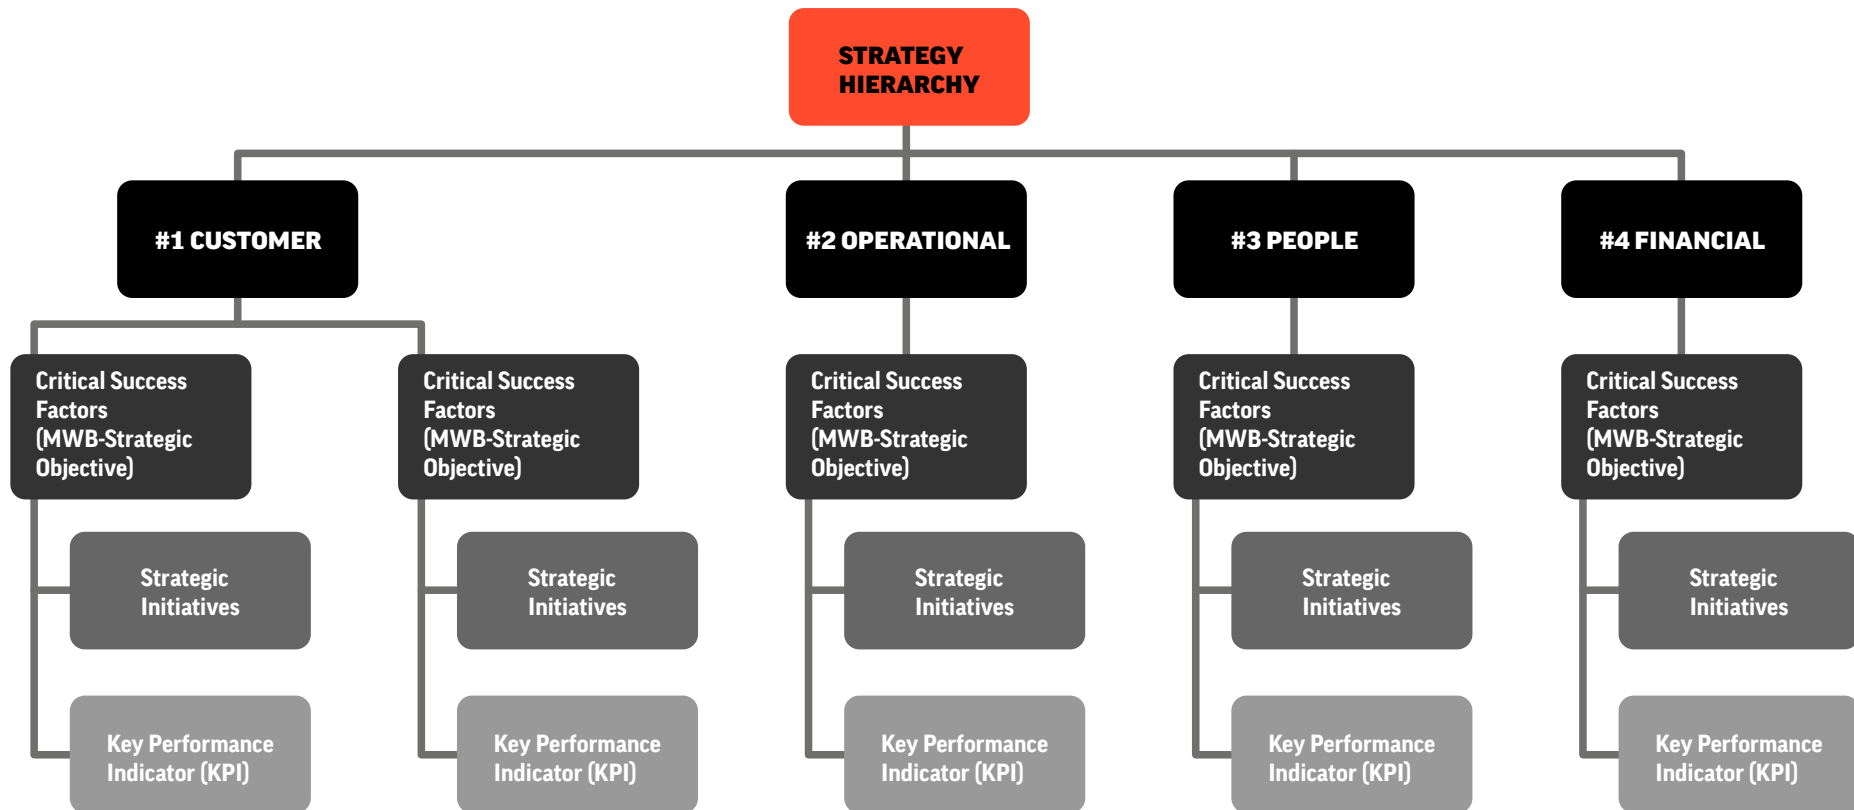 STRATEGY
HIERARCHY
#1 CUSTOMER
#2 OPERATIONAL
#3 PEOPLE
#4 FINANCIAL
Critical Success
Factors
(MWB-Strategic
Objective)
Critical Success
Factors
(MWB-Strategic
Objective)
Critical Success
Factors
(MWB-Strategic
Objective)
Critical Success
Factors
(MWB-Strategic
Objective)
Critical Success
Factors
(MWB-Strategic
Objective)
Strategic
Initiatives
Strategic
Initiatives
Strategic
Initiatives
Strategic
Initiatives
Strategic
Initiatives
Key Performance
Indicator (KPI)
Key Performance
Indicator (KPI)
Key Performance
Indicator (KPI)
Key Performance
Indicator (KPI)
Key Performance
Indicator (KPI)